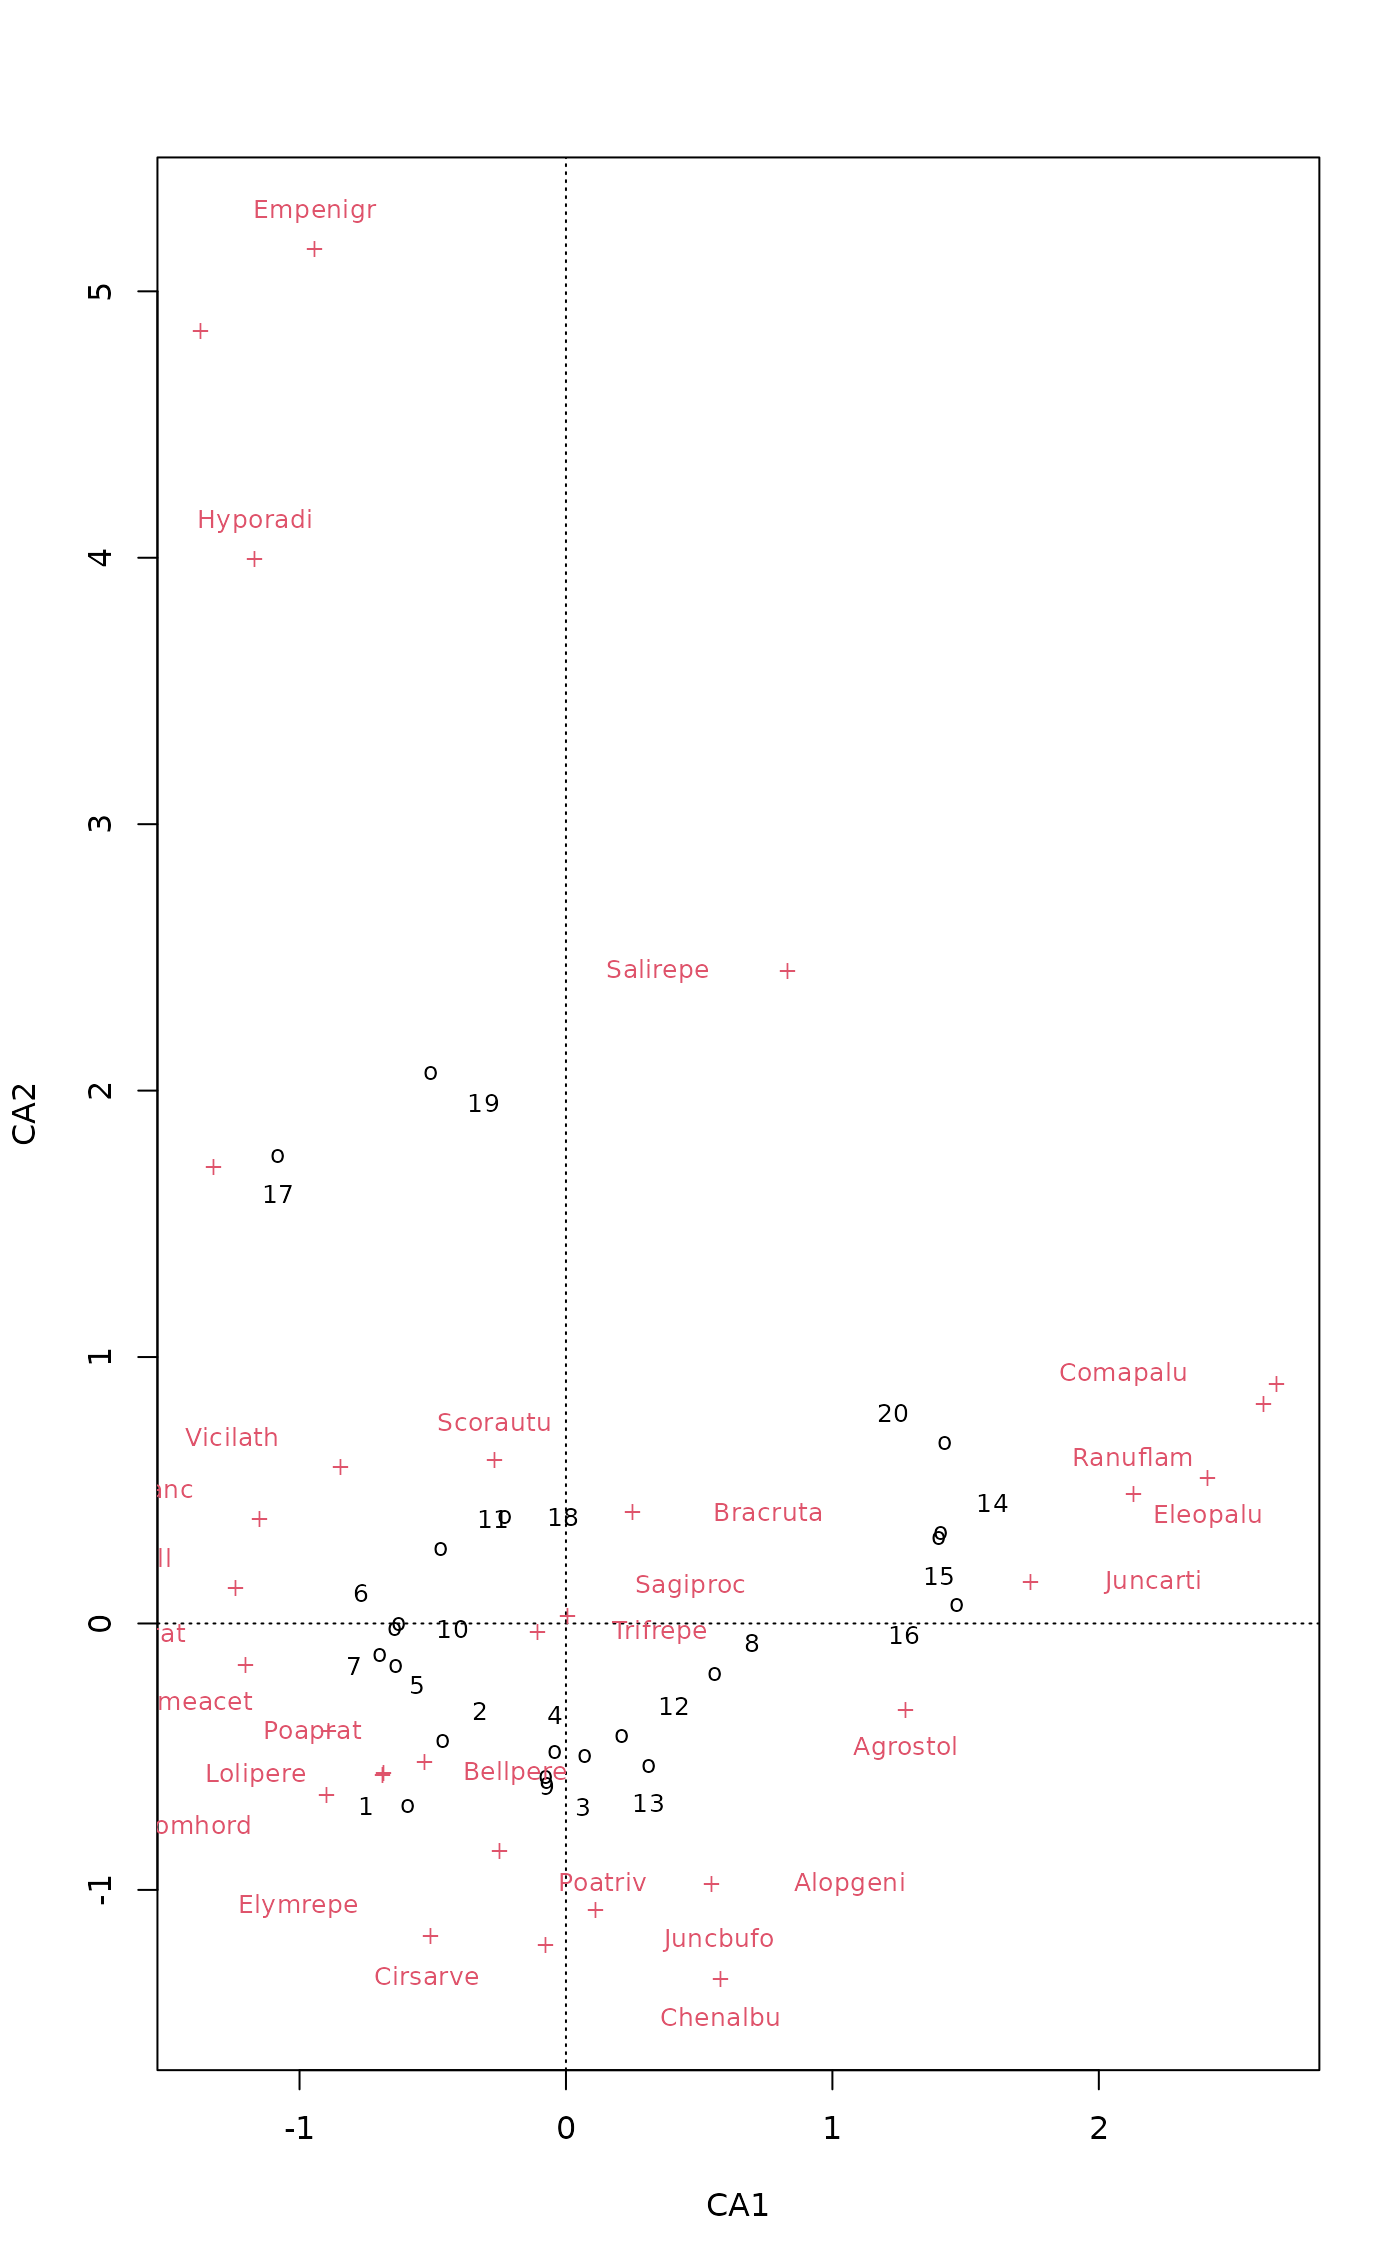 Empenigr
5
Hyporadi
4
3
Salirepe
2
19
17
CA2
1
Comapalu
20
Scorautu
Vicilath
Ranuflam
anc
14
11
18
Bracruta
Eleopalu
ll
15
Juncarti
Sagiproc
6
0
10
Trifrepe
16
at
8
7
5
meacet
2
4
12
Poaprat
Agrostol
Lolipere
Bellpere
9
1
3
13
omhord
-1
Poatriv
Alopgeni
Elymrepe
Juncbufo
Cirsarve
Chenalbu
-1 0 1 2
CA1